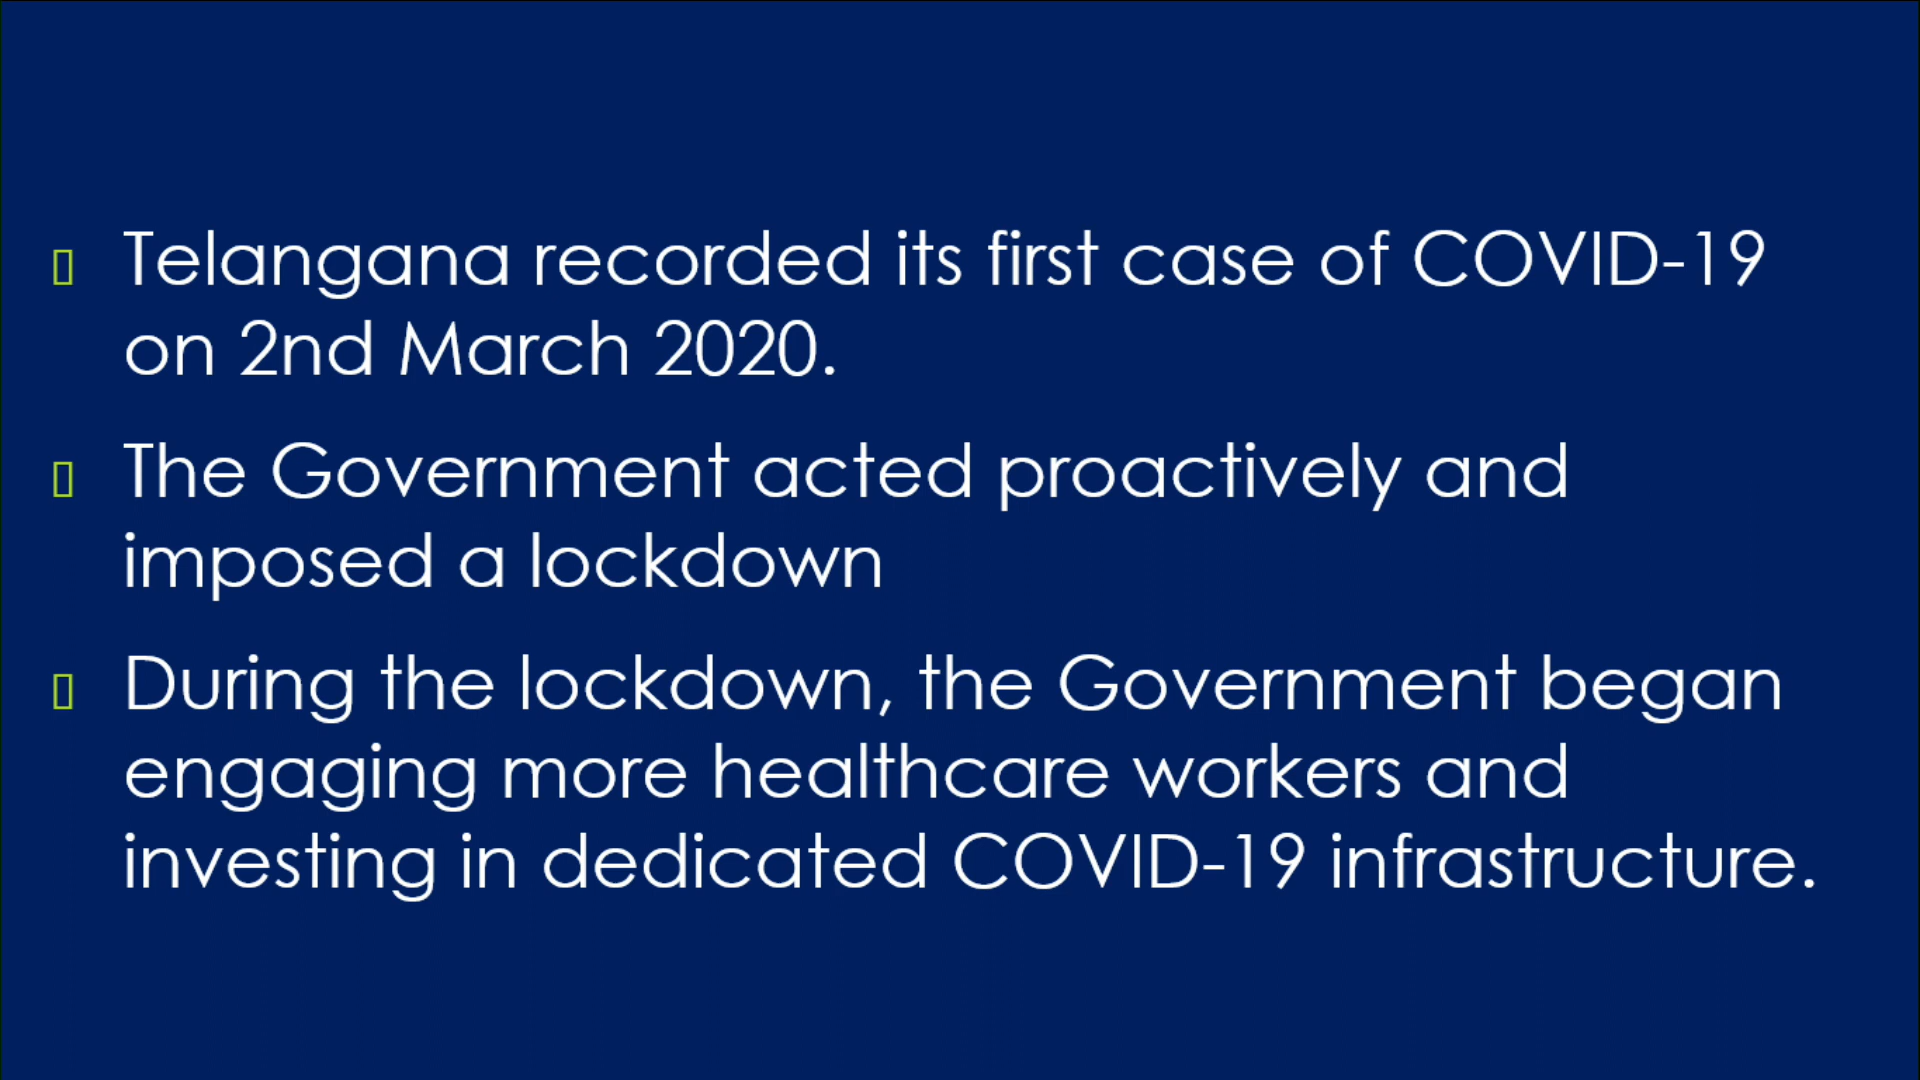 Telangana recorded its first case of COVID-19
on 2nd March 2020.
The Government acted proactively and
imposed a lockdown
During the lockdown, the Government began
engaging more healthcare workers and
investing in dedicated COVID-19 infrastructure.